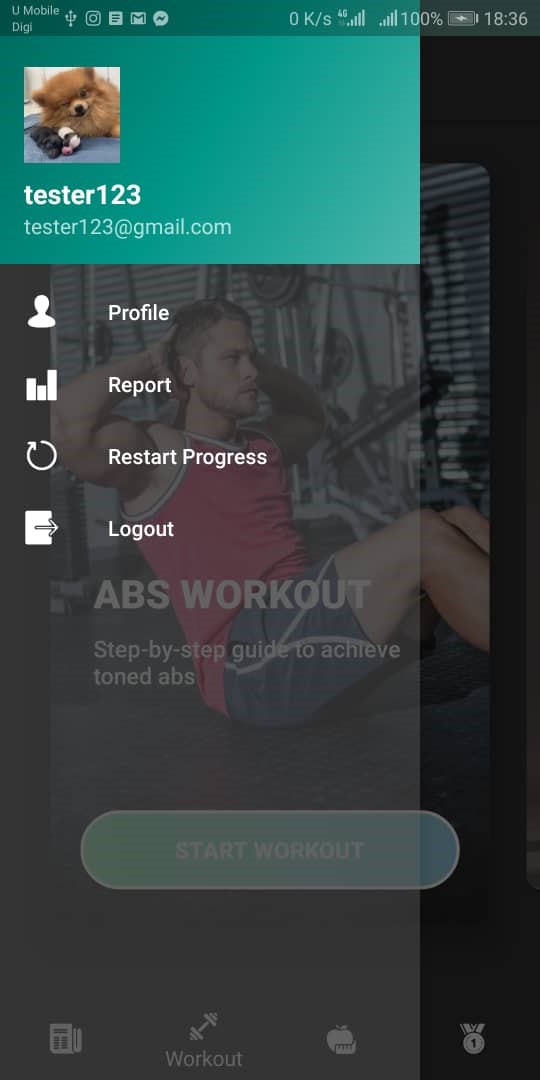 U Mobile
Digi
0 K/s 4G 100% 18:36
tester123
tester123@gmail.com
Profile
Report
Restart Progress
Logout
ABS WORKOUT
Step-by-step guide to achieve
toned abs
START WORKOUT
1
Workout